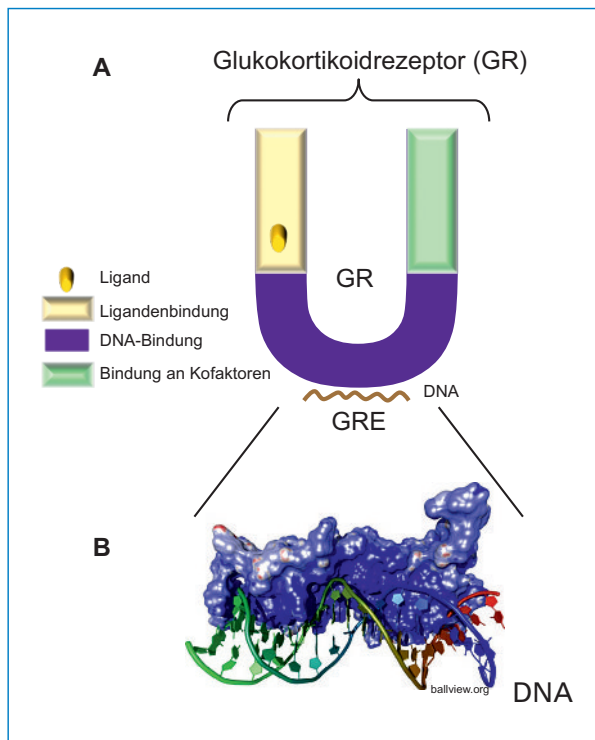 A
Glukokortikoidrezeptor (GR)
GR
Ligand
Ligandenbindung
DNA-Bindung
Bindung an Kofaktoren
DNA
GRE
B
ballview.org
DNA